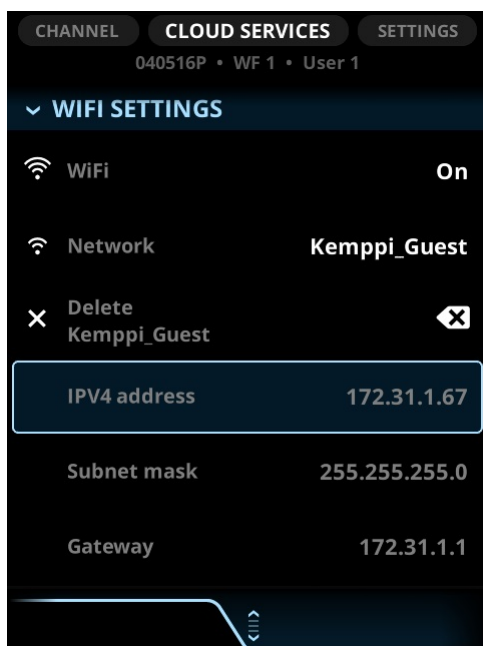 CHANNEL CLOUD SERVICES SETTINGS
040516P • WF 1 • User 1
WIFI SETTINGS
WiFi On
Network Kemppi_Guest
Delete
Kemppi_Guest
IPV4 address 172.31.1.67
Subnet mask 255.255.255.0
Gateway 172.31.1.1